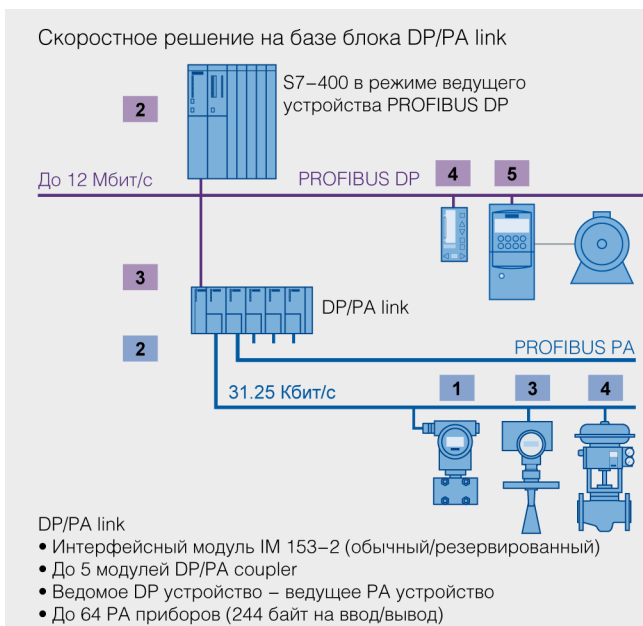 Скоростное решение на базе блока DP/PA link
S7–400 в режиме ведущего
устройства PROFIBUS DP
2
До 12 Мбит/с
PROFIBUS DP
4
5
3
DP/PA link
2
PROFIBUS PA
31.25 Кбит/с
1
3
4
DP/PA link
• Интерфейсный модуль IM 153–2 (обычный/резервированный)
• До 5 модулей DP/PA coupler
• Ведомое DP устройство – ведущее PA устройство
• До 64 PA приборов (244 байт на ввод/вывод)